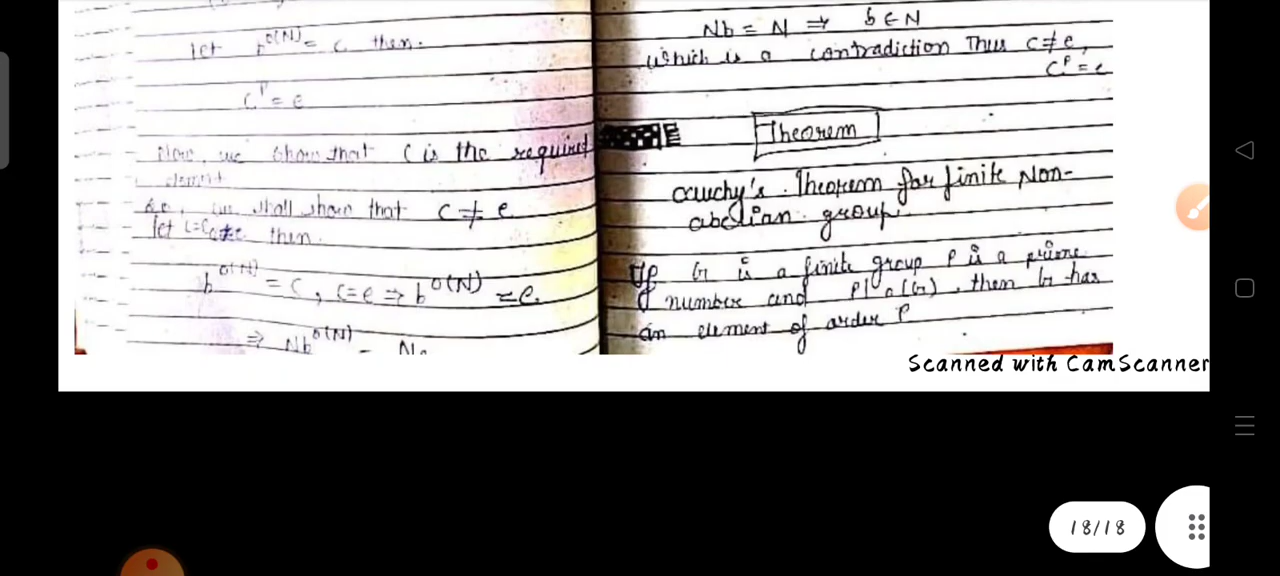 let b^o(N) = c then.
c^p = e
Now, we show that c is the required
element
i.e., we shall show that c ≠ e
let then.
b^o(N) = c, c=e ⇒ b^o(N) = e.
⇒ Nb^o(N) =
Nb = N ⇒ b ∈ N
which is a contradiction Thus c ≠ e,
c^p = e
Theorem
cauchy's Theorem for finite Non-
abelian group.
If G is a finite group P is a prime
number and P|o(G), then G has
an element of order P
Scanned with CamScanner
18/18